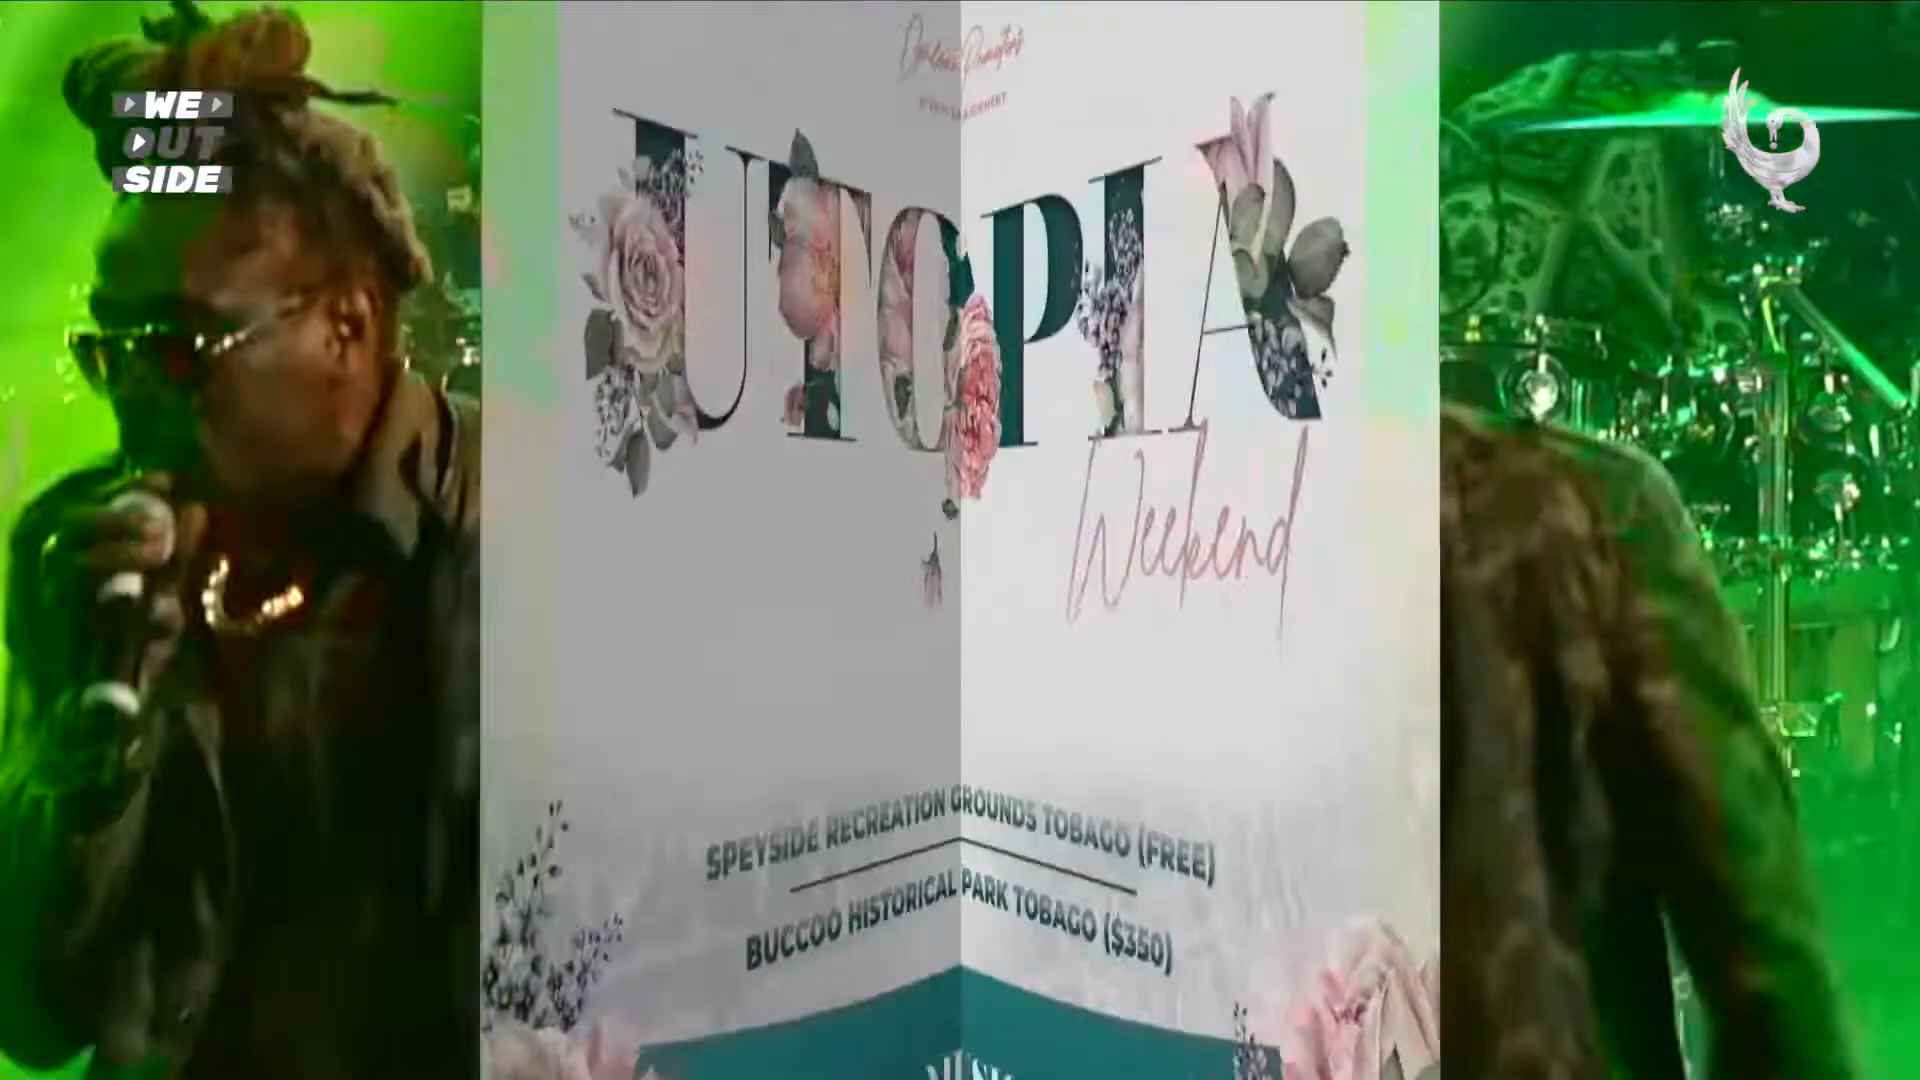 WE
OUT
SIDE
UTOPIA
Weekend
SPEYSIDE RECREATION GROUNDS TOBAGO (FREE)
BUCCOO HISTORICAL PARK TOBAGO ($350)